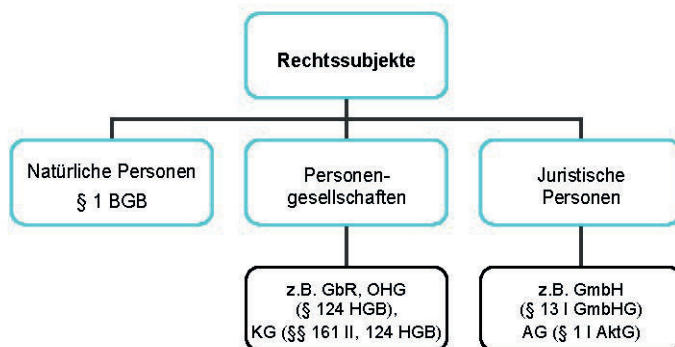 Rechtssubjekte
Natürliche Personen
§ 1 BGB
Personen-
gesellschaften
Juristische
Personen
z.B. GbR, OHG
(§ 124 HGB),
KG (§§ 161 II, 124 HGB)
z.B. GmbH
(§ 13 I GmbHG)
AG (§ 1 I AktG)